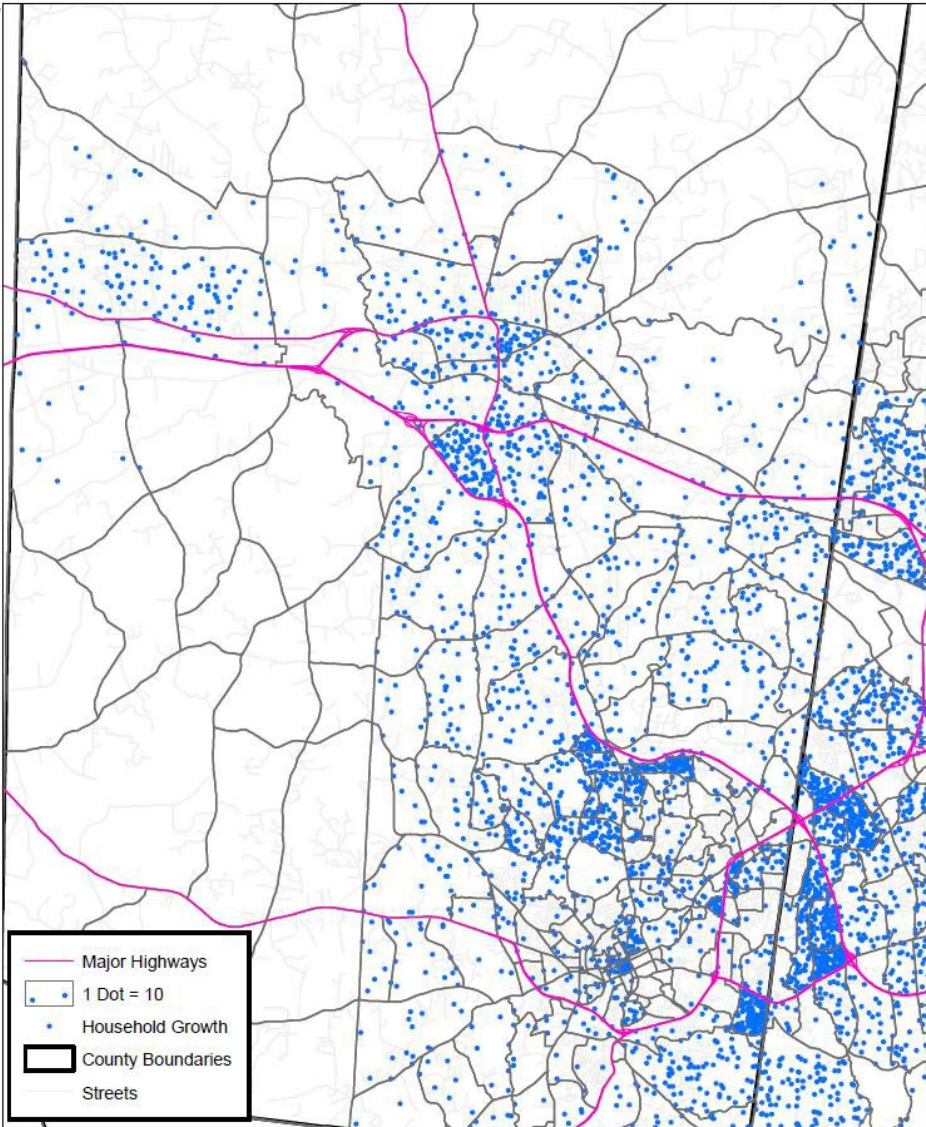 Major Highways
1 Dot = 10
Household Growth
County Boundaries
Streets